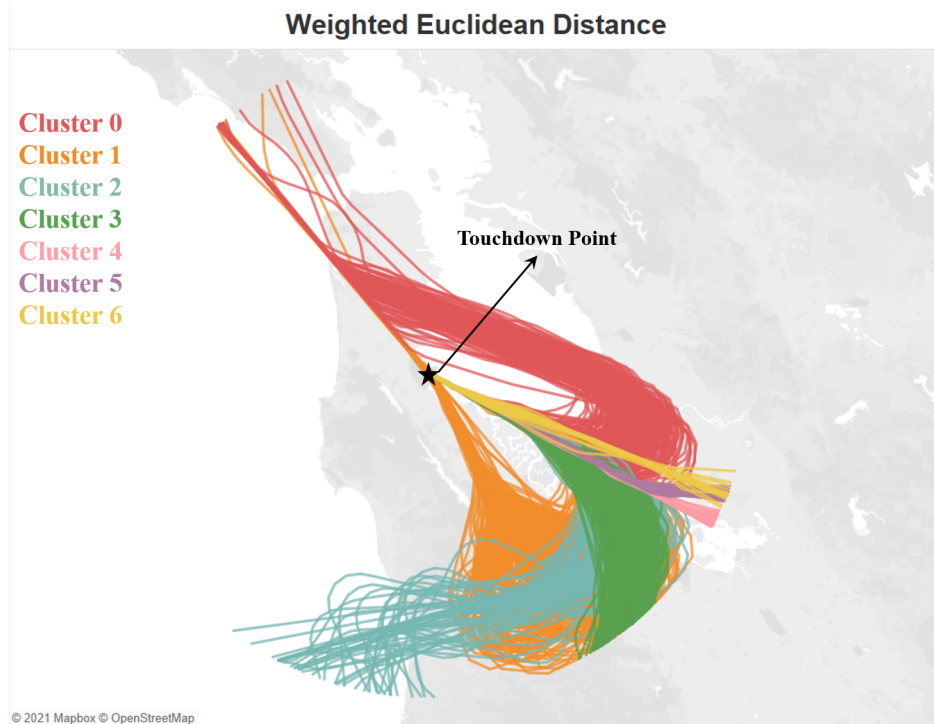 Weighted Euclidean Distance
Cluster 0
Cluster 1
Cluster 2
Cluster 3
Cluster 4
Cluster 5
Cluster 6
Touchdown Point
© 2021 Mapbox © OpenStreetMap